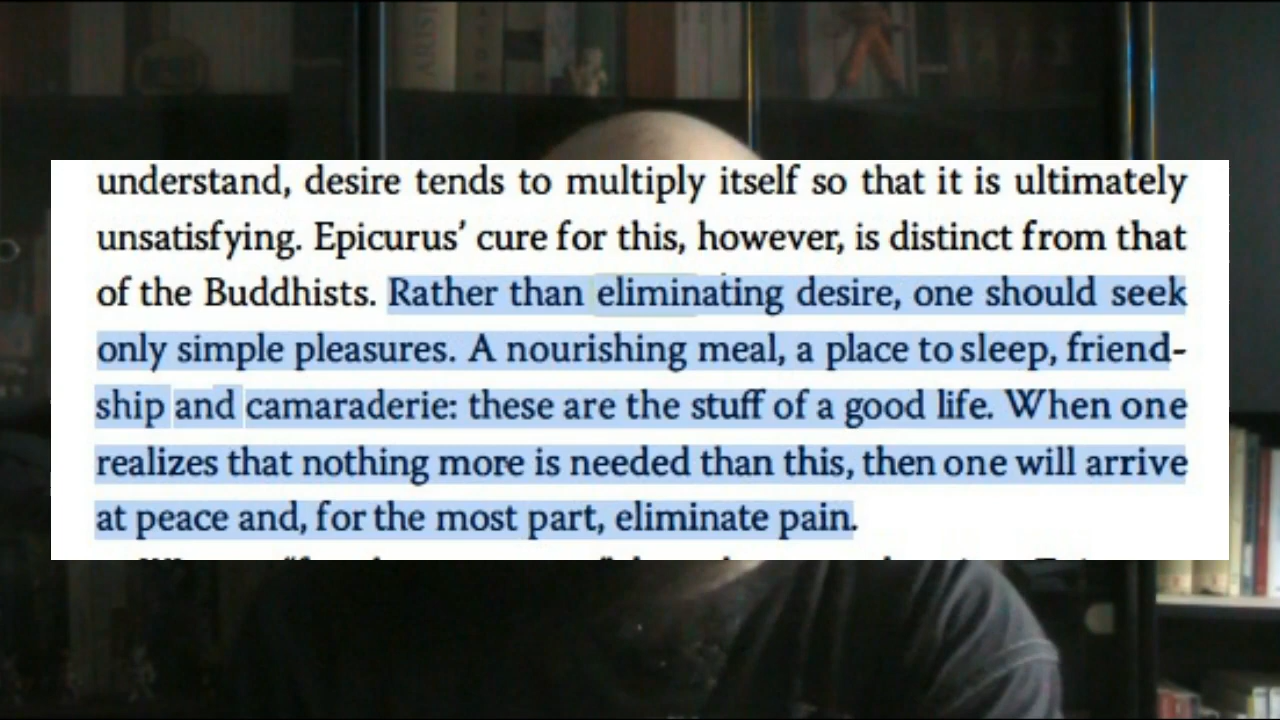 understand, desire tends to multiply itself so that it is ultimately
unsatisfying. Epicurus’ cure for this, however, is distinct from that
of the Buddhists. Rather than eliminating desire, one should seek
only simple pleasures. A nourishing meal, a place to sleep, friend-
ship and camaraderie: these are the stuff of a good life. When one
realizes that nothing more is needed than this, then one will arrive
at peace and, for the most part, eliminate pain.